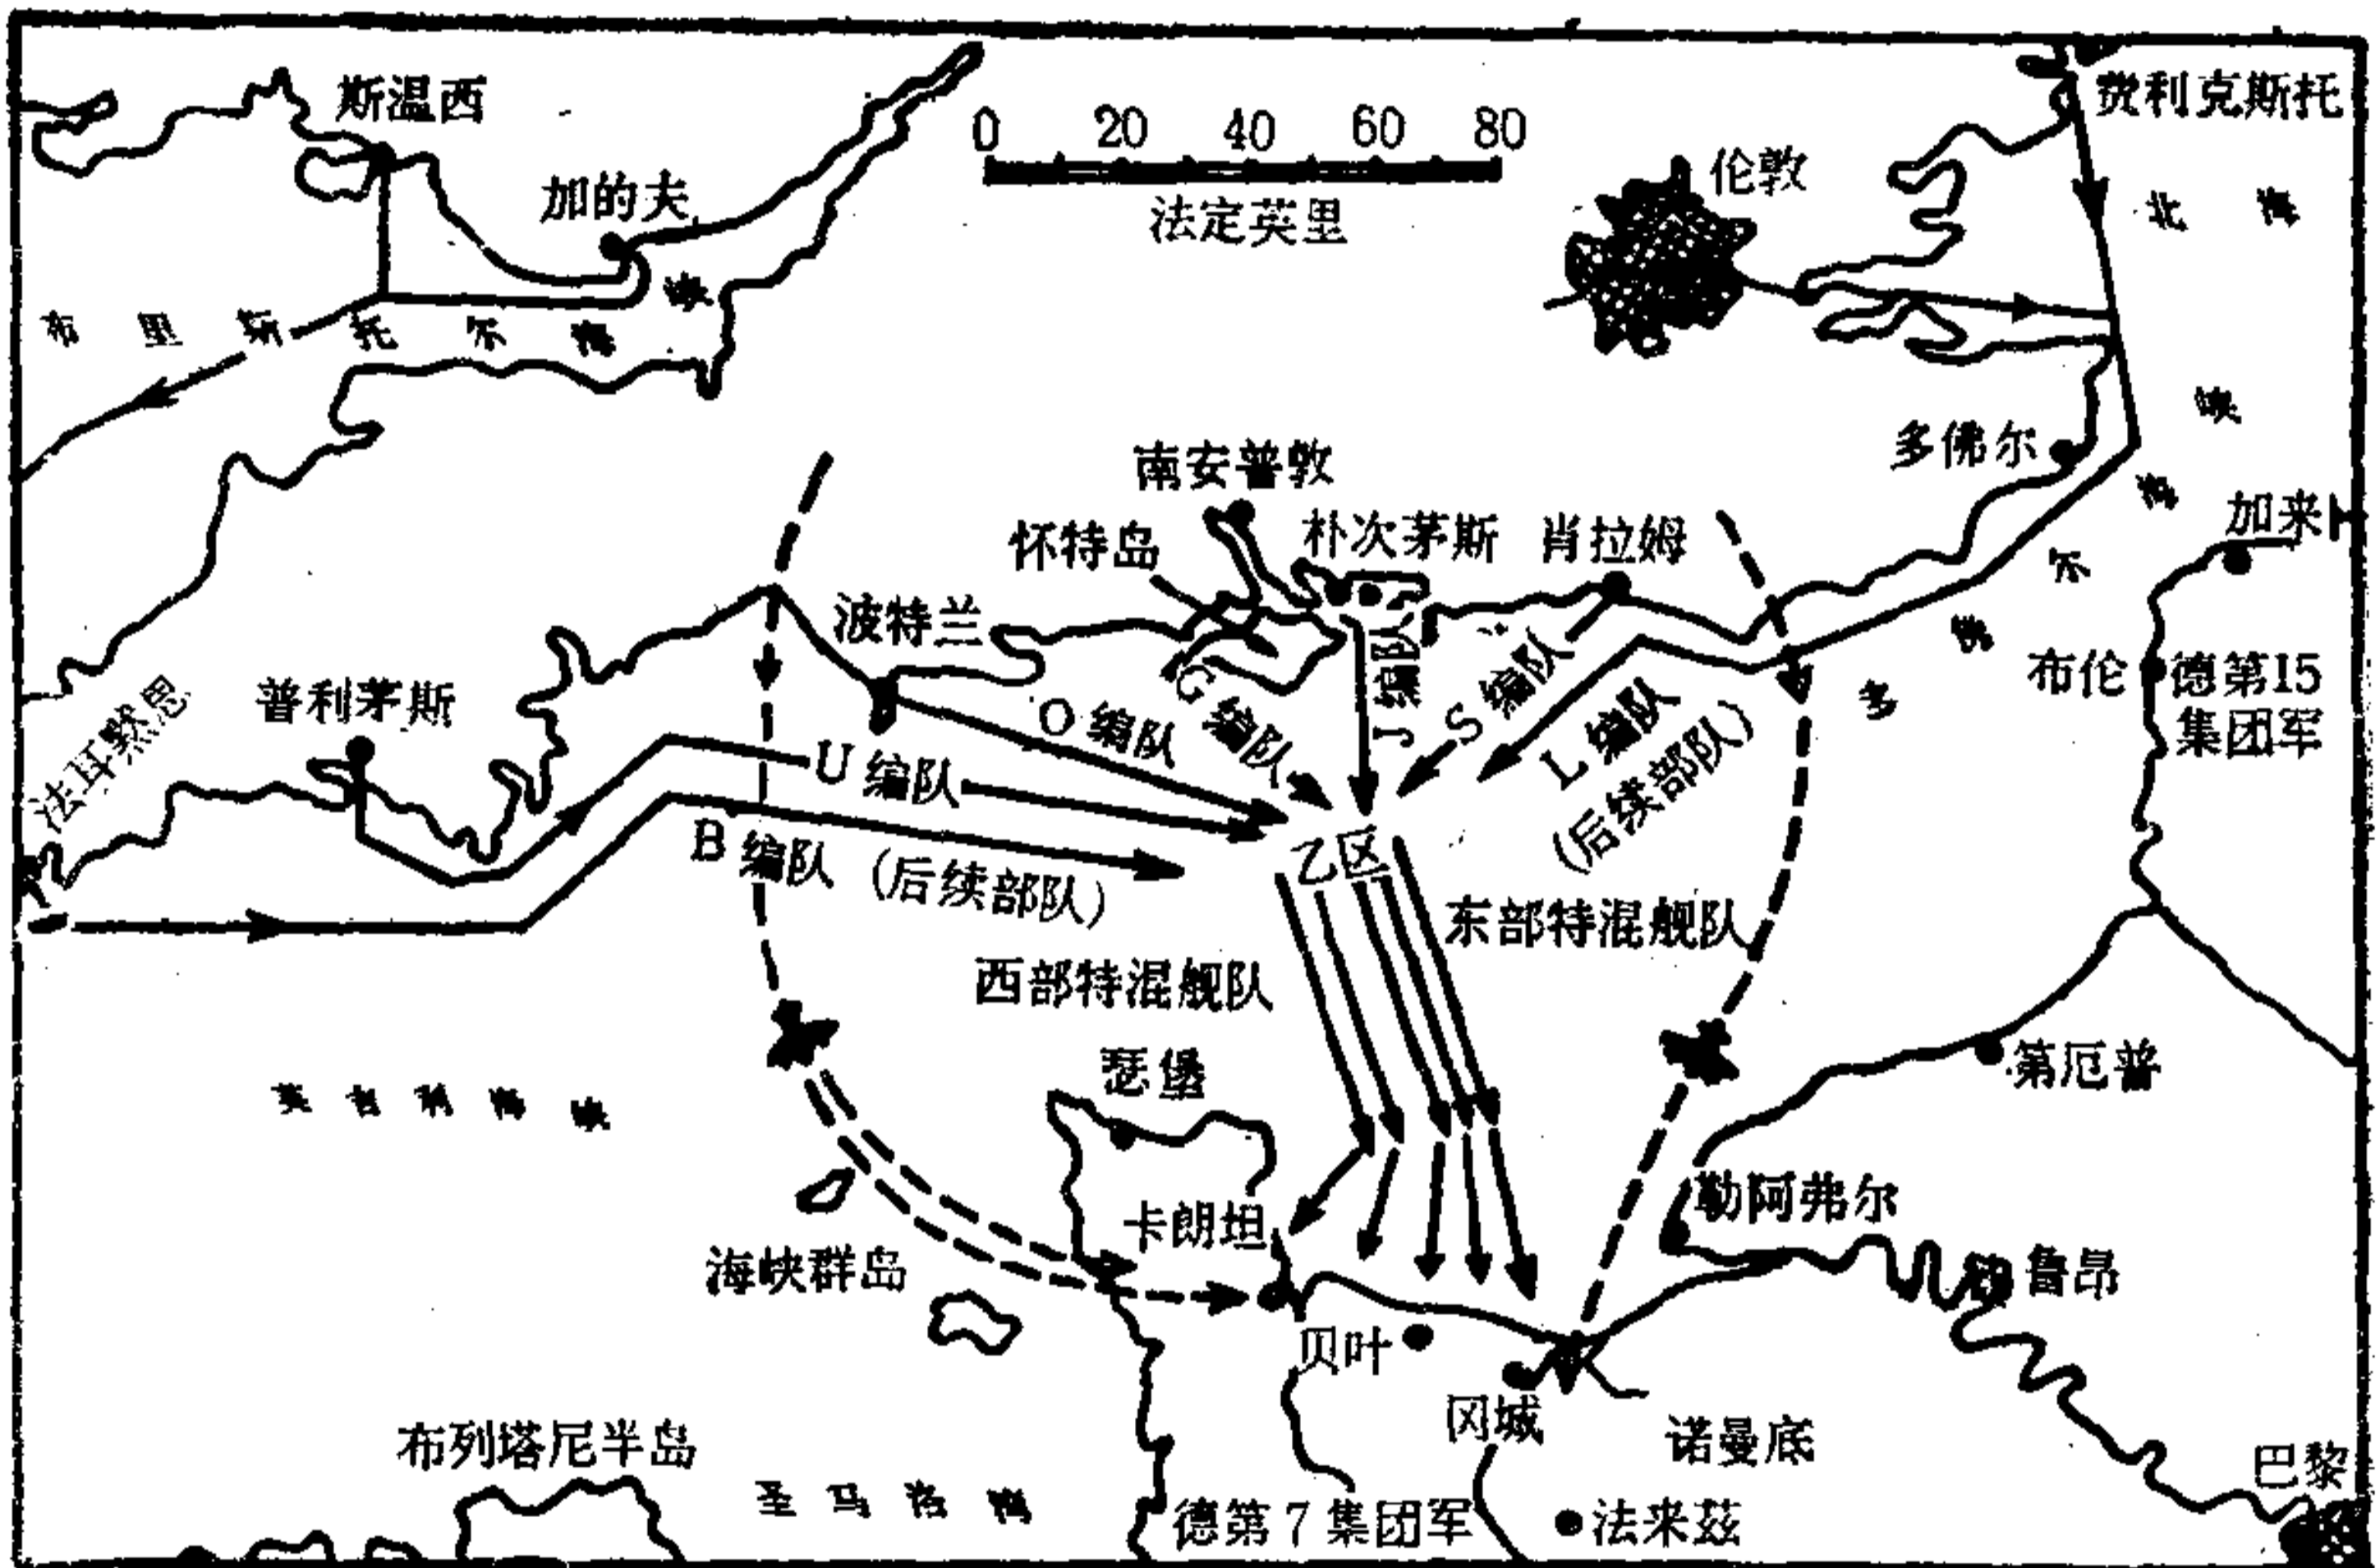 斯温西
费利克斯托
0 20 40 60 80
法定英里
伦敦
加的夫
北海
布里斯托尔海峡
多佛尔
多佛尔海峡
南安普敦
怀特岛
朴次茅斯
肖拉姆
加来
波特兰
布伦
德第15
集团军
普利茅斯
法耳默思
O编队
G编队
J编队
S编队
L编队
(后续部队)
U编队
B编队 (后续部队)
乙区
东部特混舰队
西部特混舰队
瑟堡
第厄普
英吉利海峡
勒阿弗尔
卡朗坦
海峡群岛
鲁昂
贝叶
冈城
诺曼底
布列塔尼半岛
圣马洛湾
巴黎
德第7集团军
法来兹